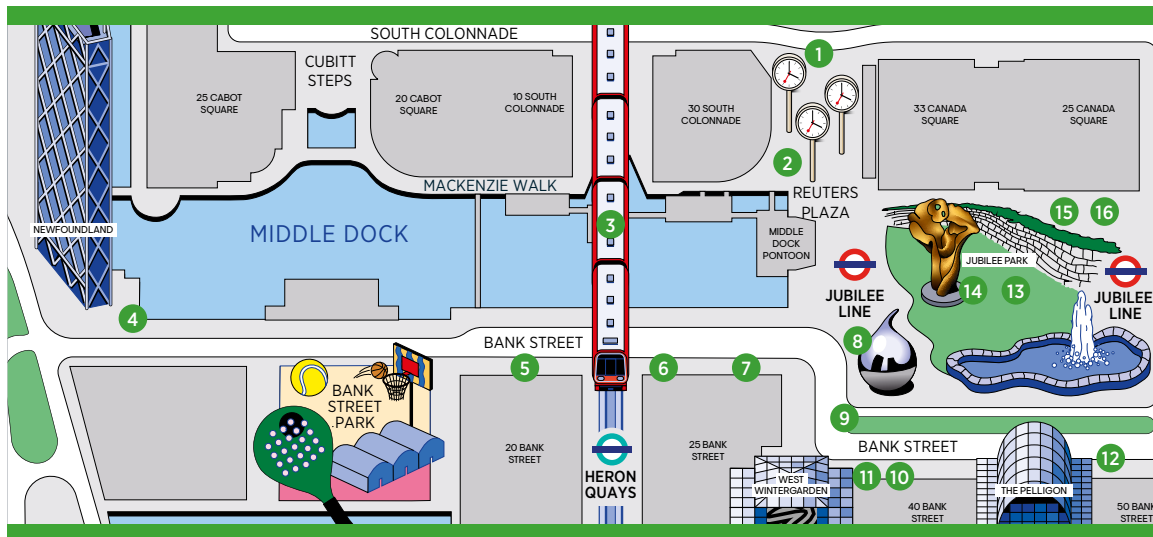 SOUTH COLONNADE
1
CUBITT
STEPS
25 CABOT
SQUARE
20 CABOT
SQUARE
10 SOUTH
COLONNADE
30 SOUTH
COLONNADE
33 CANADA
SQUARE
25 CANADA
SQUARE
2
MACKENZIE WALK
REUTERS
PLAZA
15
16
NEWFOUNDLAND
MIDDLE DOCK
3
MIDDLE
DOCK
PONTOON
JUBILEE PARK
JUBILEE
LINE
14
13
JUBILEE
LINE
4
BANK STREET
8
5
6
7
BANK
STREET
PARK
9
BANK STREET
20 BANK
STREET
HERON
QUAYS
25 BANK
STREET
WEST
WINTERGARDEN
11
10
12
THE PELLIGON
40 BANK
STREET
50 BANK
STREET